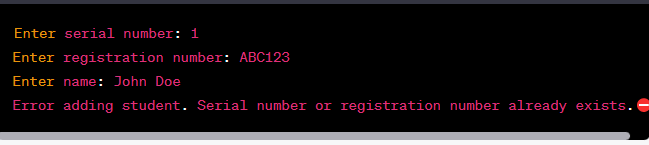 Enter serial number: 1
Enter registration number: ABC123
Enter name: John Doe
Error adding student. Serial number or registration number already exists.⛔